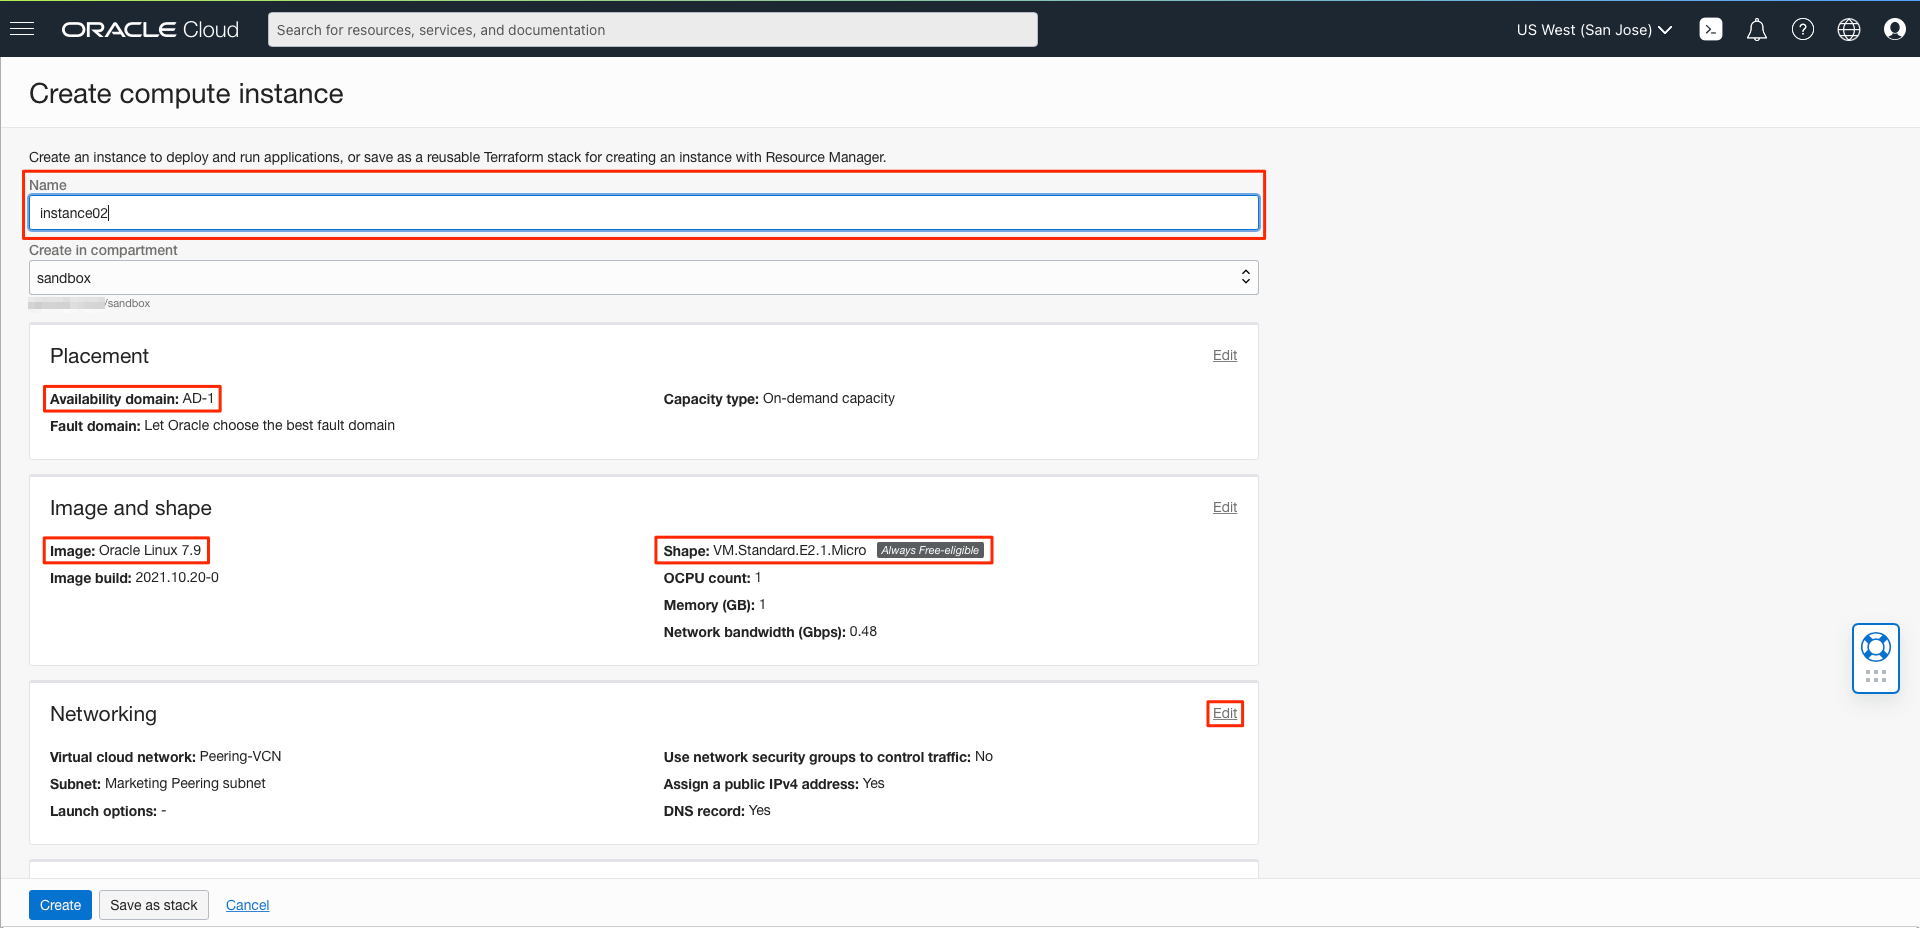 ORACLE Cloud
Search for resources, services, and documentation
US West (San Jose)
Create compute instance
Create an instance to deploy and run applications, or save as a reusable Terraform stack for creating an instance with Resource Manager.
Name
instance02
Create in compartment
sandbox
/sandbox
Placement
Edit
Availability domain: AD-1
Capacity type: On-demand capacity
Fault domain: Let Oracle choose the best fault domain
Image and shape
Edit
Image: Oracle Linux 7.9
Shape: VM.Standard.E2.1.Micro Always Free-eligible
Image build: 2021.10.20-0
OCPU count: 1
Memory (GB): 1
Network bandwidth (Gbps): 0.48
Networking
Edit
Virtual cloud network: Peering-VCN
Use network security groups to control traffic: No
Subnet: Marketing Peering subnet
Assign a public IPv4 address: Yes
Launch options: -
DNS record: Yes
Create
Save as stack
Cancel